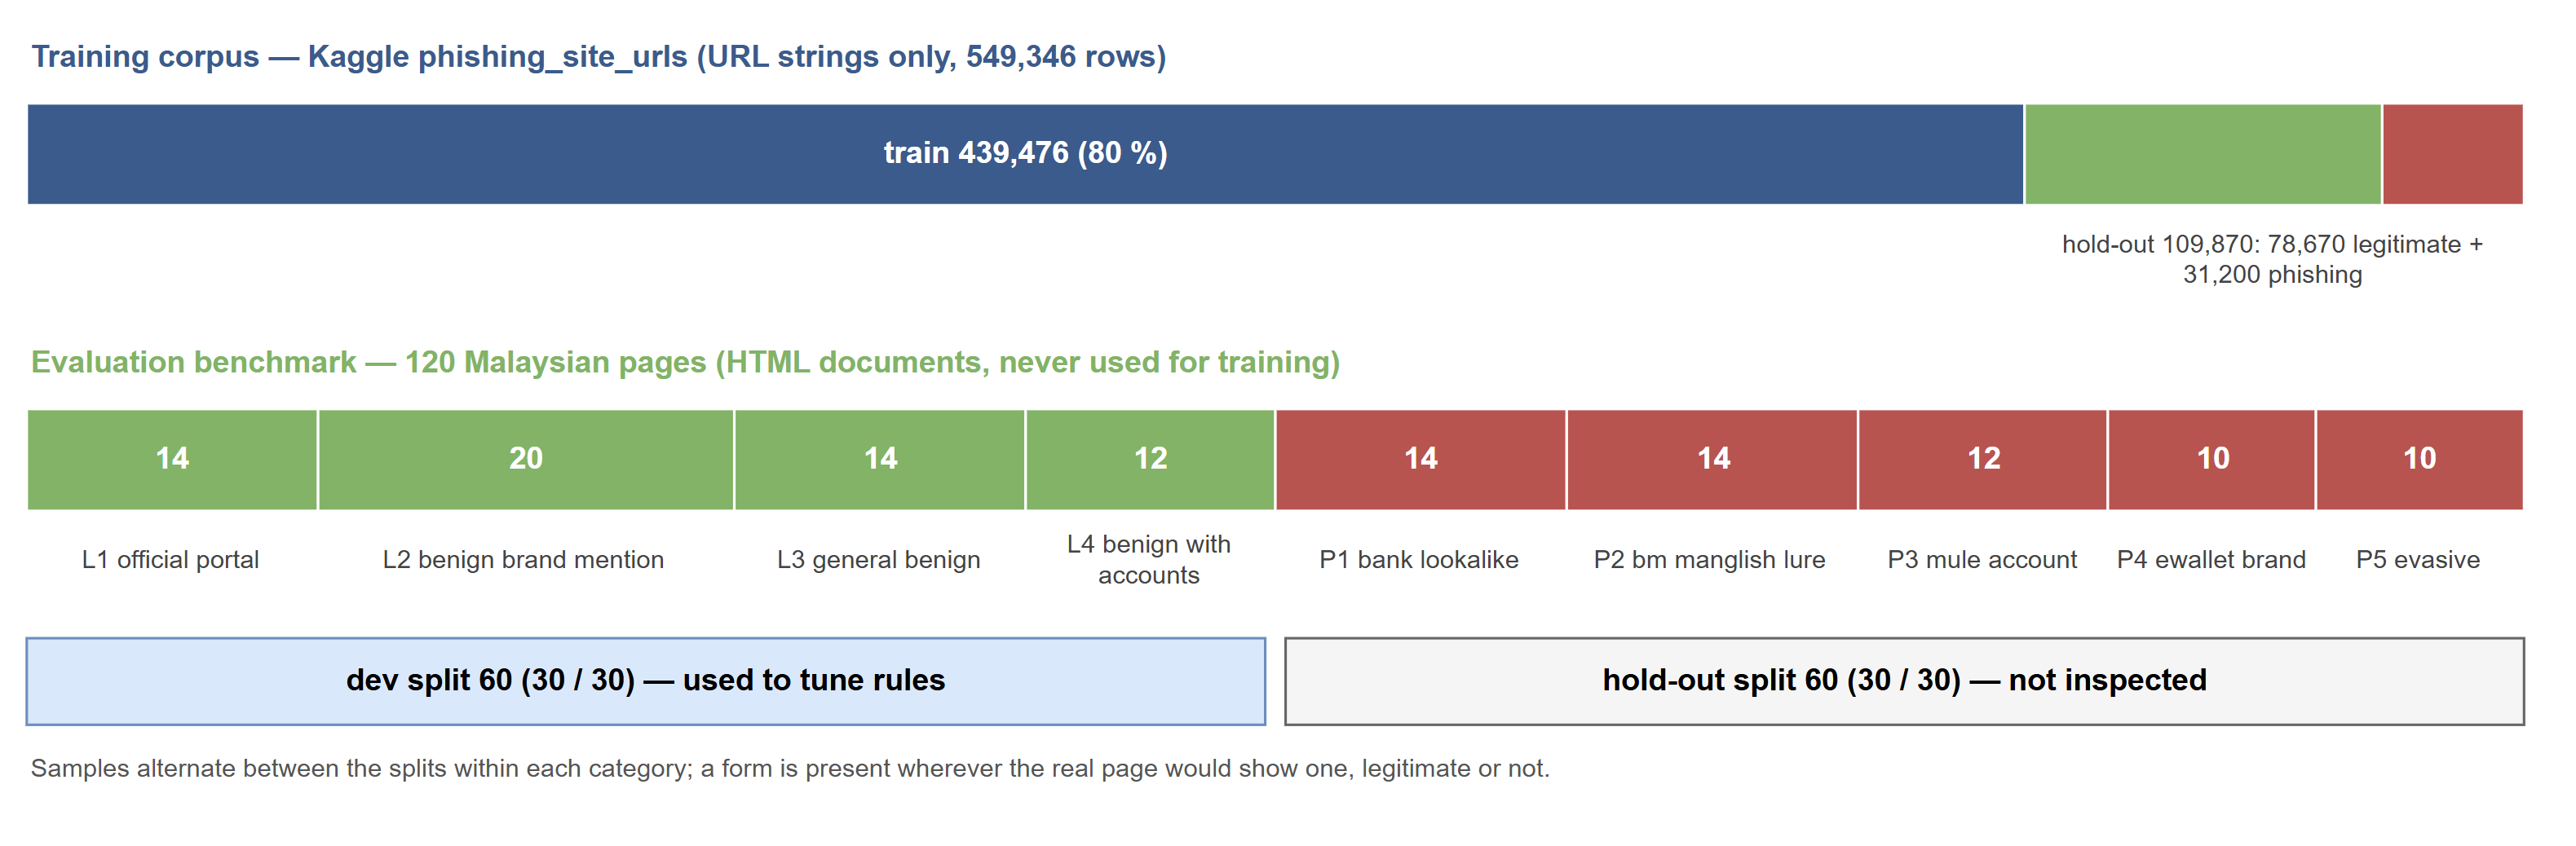 Training corpus — Kaggle phishing_site_urls (URL strings only, 549,346 rows)
train 439,476 (80 %)
hold-out 109,870: 78,670 legitimate +
31,200 phishing
Evaluation benchmark — 120 Malaysian pages (HTML documents, never used for training)
14 20 14 12 14 14 12 10 10
L1 official portal
L2 benign brand mention
L3 general benign
L4 benign with
accounts
P1 bank lookalike
P2 bm manglish lure
P3 mule account
P4 ewallet brand
P5 evasive
dev split 60 (30 / 30) — used to tune rules
hold-out split 60 (30 / 30) — not inspected
Samples alternate between the splits within each category; a form is present wherever the real page would show one, legitimate or not.